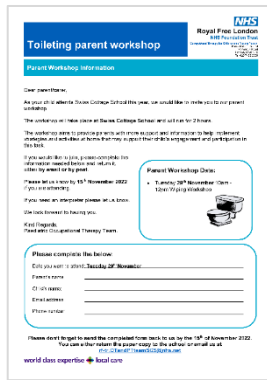 NHS
Royal Free London
NHS Foundation Trust
Toileting parent workshop
Parent Workshop Information
Dear parent/carer,
As your child attends Swiss Cottage School this year, we would like to invite you to our parent
workshop.
The workshop will take place at Swiss Cottage School and will run for 2 hours.
The workshop aims to provide parents with more support and information to help implement
strategies and activities at home that may support their child's engagement and participation in
this task.
If you would like to join, please complete the
information needed below and return it,
either by email or by post.
Please let us know by 15th November 2022
if you are attending.
If you need an interpreter please let us know.
We look forward to hearing you.
Kind Regards,
Paediatric Occupational Therapy Team.
Parent Workshop Date:
Tuesday 29th November 10am -
12pm Wiping Workshop
Please complete the below:
Date you want to attend: Tuesday 29th November
Parent's name
Child's name:
Email address
Phone number
Please don't forget to send the completed form back to us by the 15th of November 2022.
You can either return the paper copy to the school or email us at
world class expertise local care